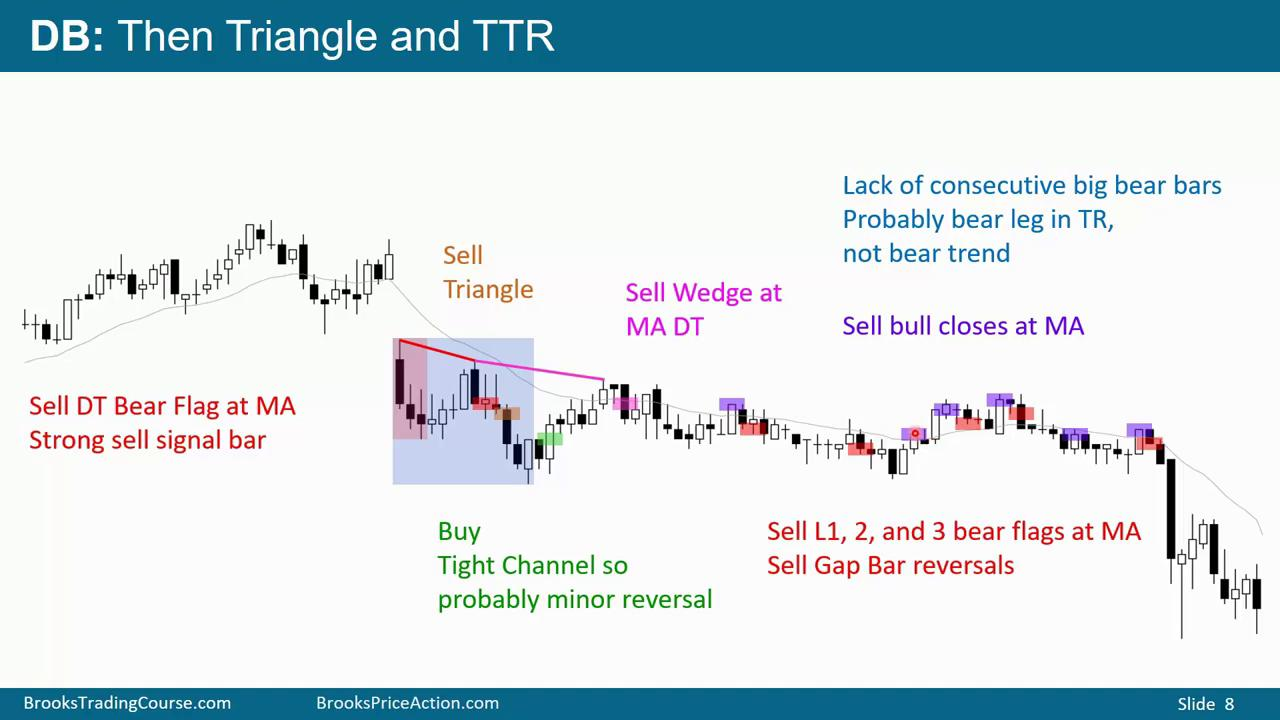 DB: Then Triangle and TTR
Lack of consecutive big bear bars
Probably bear leg in TR,
not bear trend
Sell
Triangle
Sell Wedge at
MA DT
Sell bull closes at MA
Sell DT Bear Flag at MA
Strong sell signal bar
Buy
Tight Channel so
probably minor reversal
Sell L1, 2, and 3 bear flags at MA
Sell Gap Bar reversals
BrooksTradingCourse.com
BrooksPriceAction.com
Slide 8